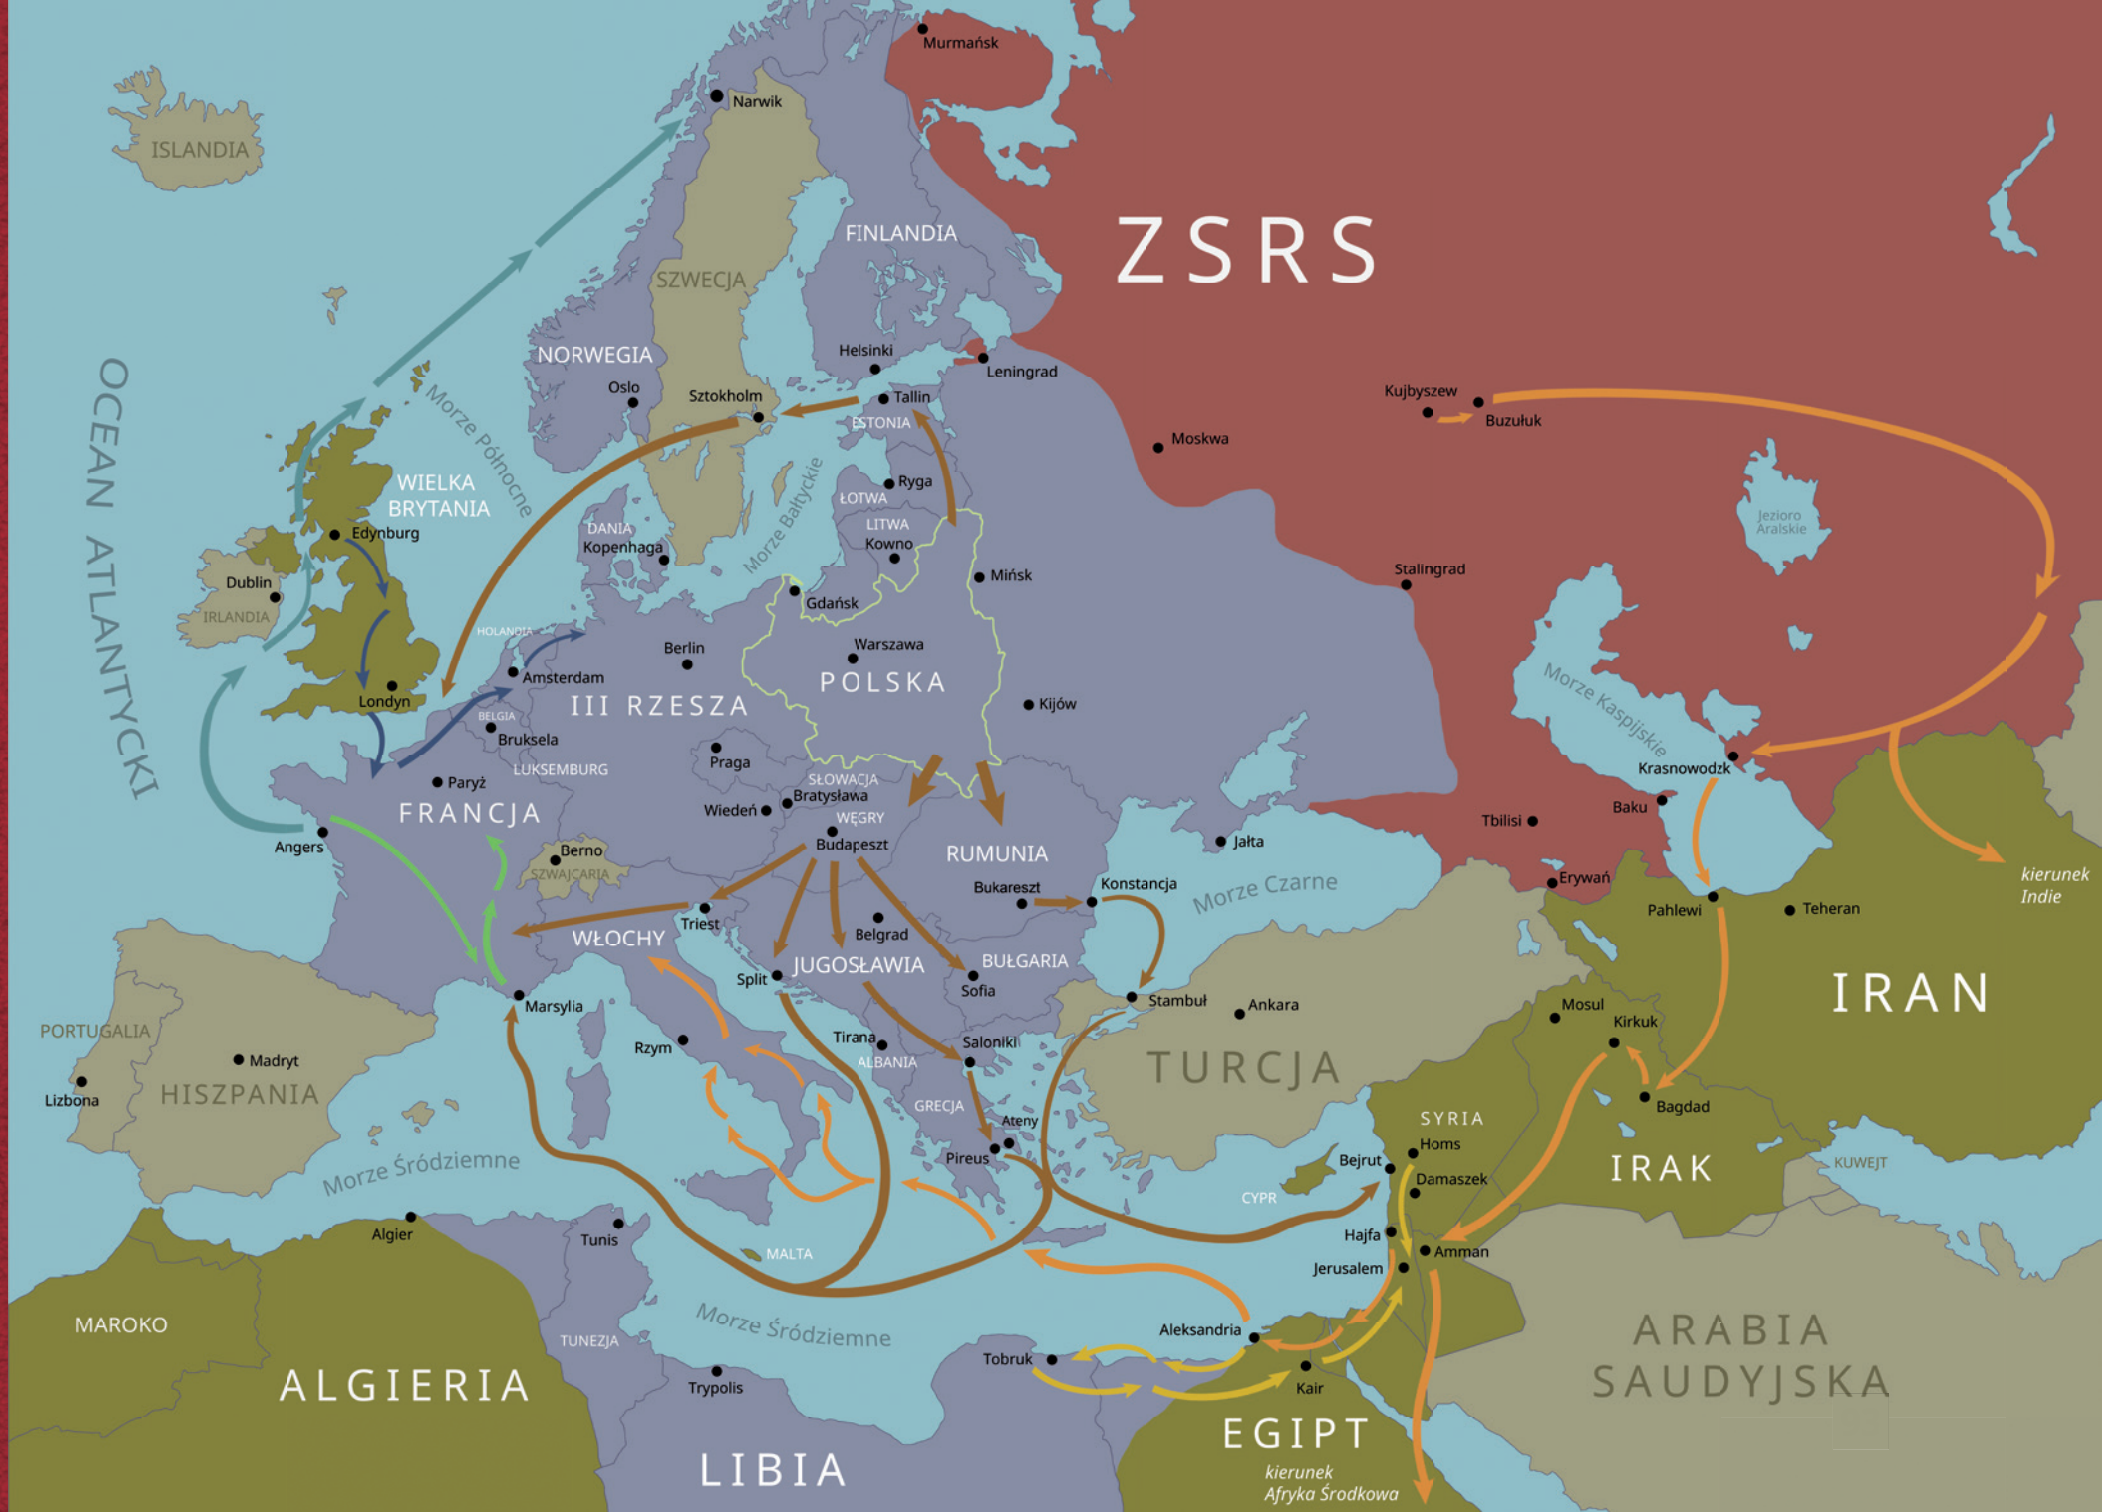 Murmańsk
Narwik
ISLANDIA
ZSRS
FINLANDIA
SZWECJA
NORWEGIA
Helsinki
Leningrad
Oslo
Sztokholm
Tallin
ESTONIA
Kujbyszew
Buzułuk
Moskwa
OCEAN ATLANTYCKI
Morze Północne
WIELKA
BRYTANIA
Ryga
ŁOTWA
Morze Bałtyckie
LITWA
Kowno
DANIA
Kopenhaga
Edynburg
Jezioro
Aralskie
Dublin
IRLANDIA
Mińsk
Stalingrad
Gdańsk
HOLANDIA
Warszawa
Berlin
POLSKA
Amsterdam
Londyn
III RZESZA
Kijów
Morze Kaspijskie
BELGIA
Bruksela
Praga
LUKSEMBURG
SŁOWACJA
Krasnowodzk
Paryż
Bratysława
Wiedeń
WĘGRY
Baku
FRANCJA
Tbilisi
Budapeszt
Jałta
Angers
Berno
SZWAJCARIA
RUMUNIA
Erywań
kierunek
Indie
Bukareszt
Konstancja
Morze Czarne
Pahlewi
Teheran
Triest
Belgrad
WŁOCHY
JUGOSŁAWIA
BUŁGARIA
Split
Sofia
IRAN
Marsylia
Stambuł
Ankara
Mosul
Kirkuk
PORTUGALIA
Madryt
Rzym
Tirana
ALBANIA
Saloniki
TURCJA
Lizbona
HISZPANIA
GRECJA
Ateny
SYRIA
Bagdad
Pireus
Homs
Bejrut
Damaszek
IRAK
KUWEJT
Morze Śródziemne
CYPR
Algier
Tunis
MALTA
Hajfa
Amman
Jerusalem
MAROKO
TUNEZJA
Morze Śródziemne
Aleksandria
ARABIA
SAUDYJSKA
Tobruk
ALGIERIA
Trypolis
Kair
EGIPT
LIBIA
kierunek
Afryka Środkowa